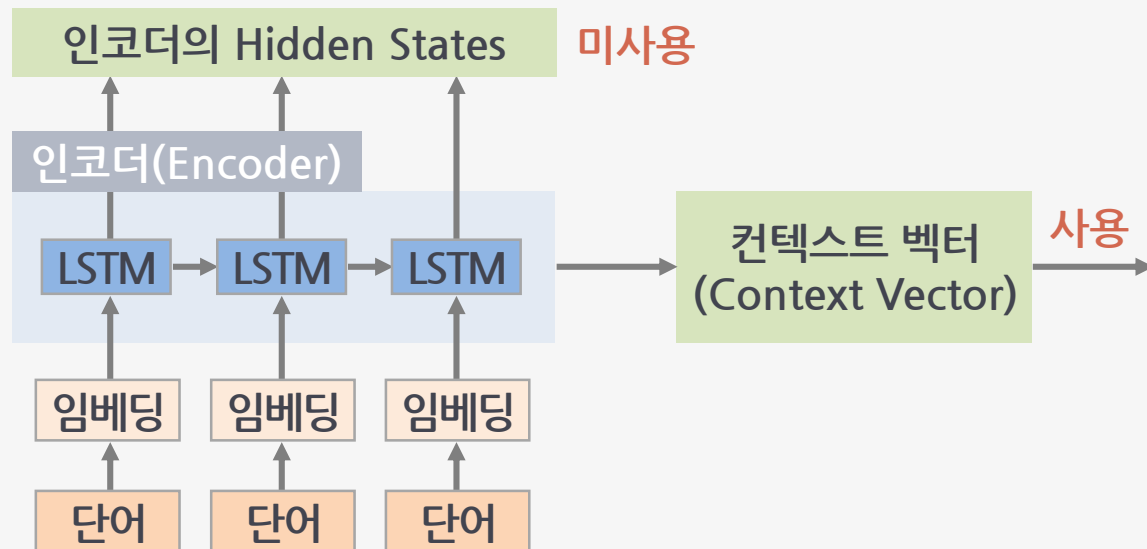 인코더의 Hidden States
미사용
인코더(Encoder)
LSTM
LSTM
LSTM
컨텍스트 벡터
(Context Vector)
사용
임베딩
임베딩
임베딩
단어
단어
단어